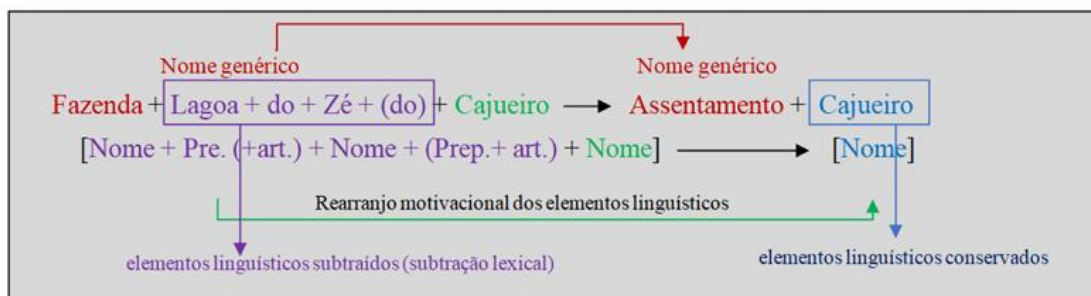 Nome genérico Nome genérico
Fazenda + Lagoa + do + Zé + (do) + Cajueiro Assentamento + Cajueiro
[Nome + Pre. (+art.) + Nome + (Prep.+ art.) + Nome] [Nome]
Rearranjo motivacional dos elementos linguísticos
elementos linguísticos subtraídos (subtração lexical) elementos linguísticos conservados